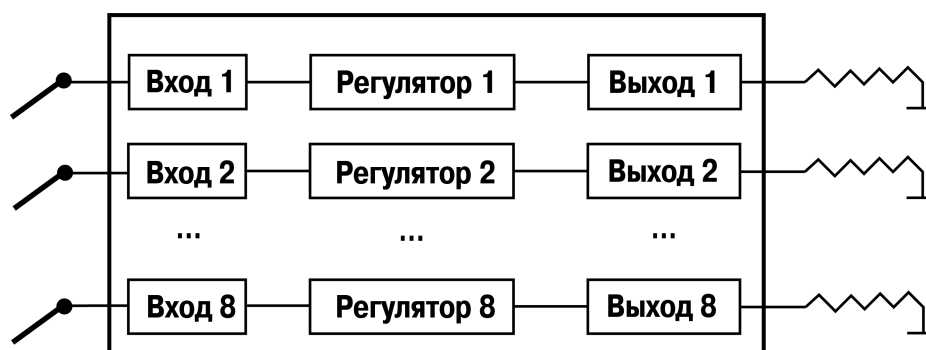 Вход 1 Регулятор 1 Выход 1
Вход 2 Регулятор 2 Выход 2
... ... ...
Вход 8 Регулятор 8 Выход 8